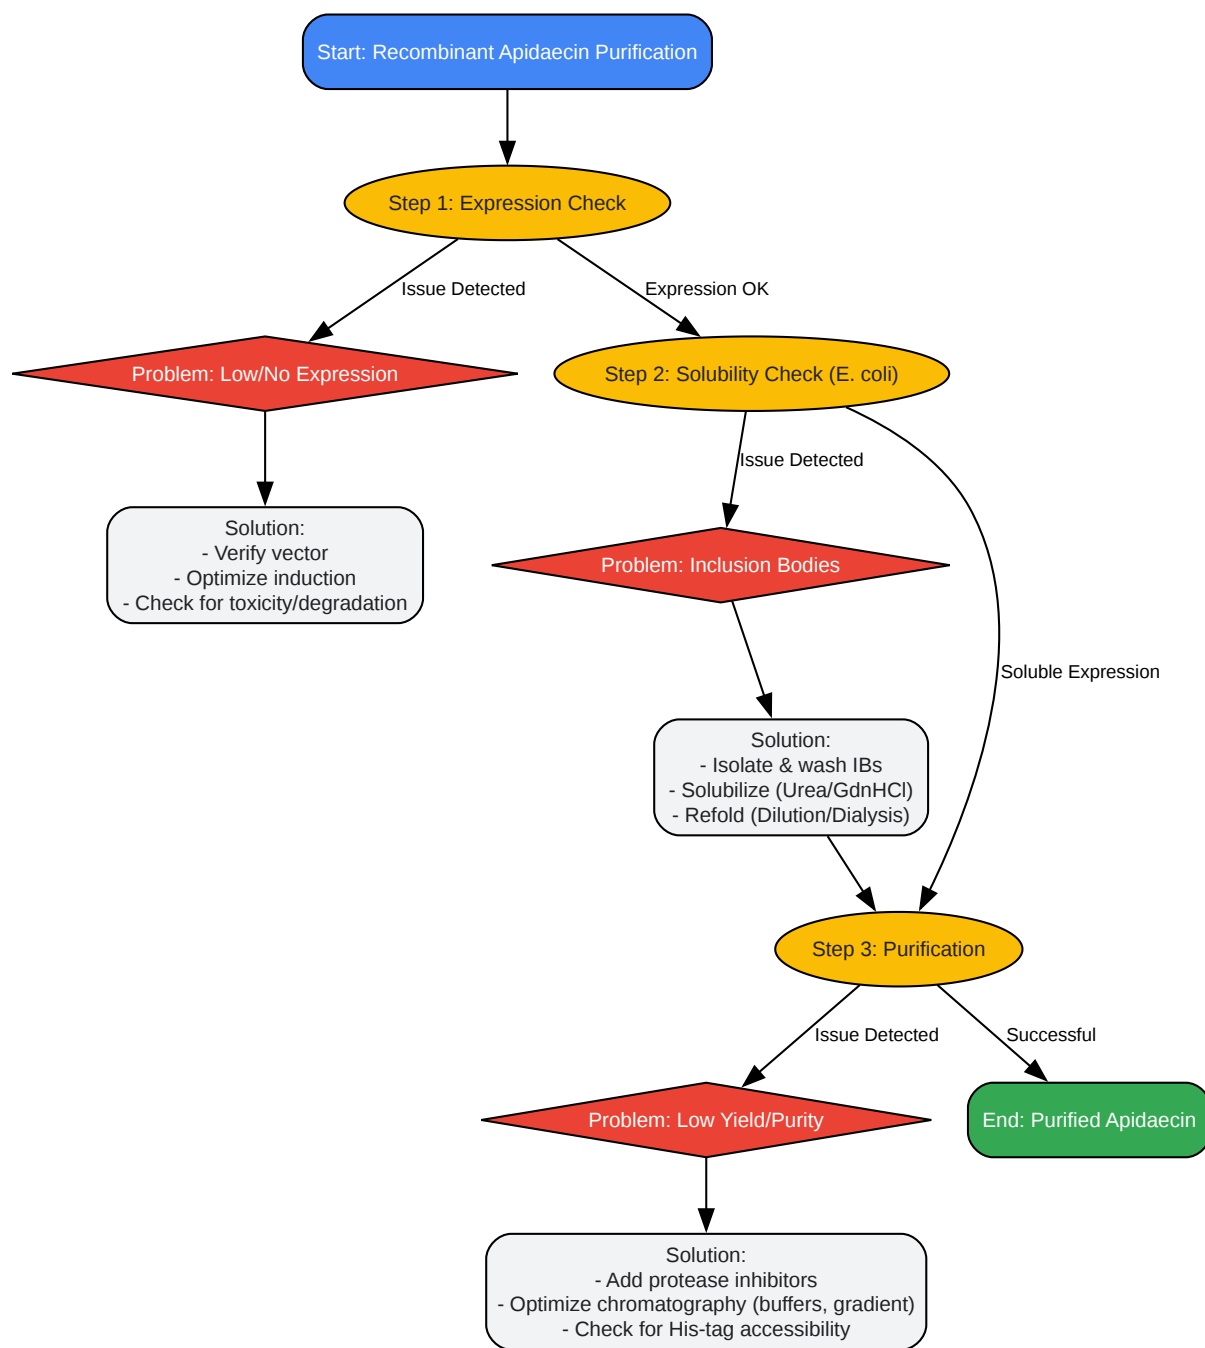 Start: Recombinant Apidaecin Purification
Step 1: Expression Check
Issue Detected
Expression OK
Problem: Low/No Expression
Step 2: Solubility Check (E. coli)
Issue Detected
Solution:
- Verify vector
- Optimize induction
- Check for toxicity/degradation
Problem: Inclusion Bodies
Soluble Expression
Solution:
- Isolate & wash IBs
- Solubilize (Urea/GdnHCl)
- Refold (Dilution/Dialysis)
Step 3: Purification
Issue Detected
Successful
Problem: Low Yield/Purity
End: Purified Apidaecin
Solution:
- Add protease inhibitors
- Optimize chromatography (buffers, gradient)
- Check for His-tag accessibility